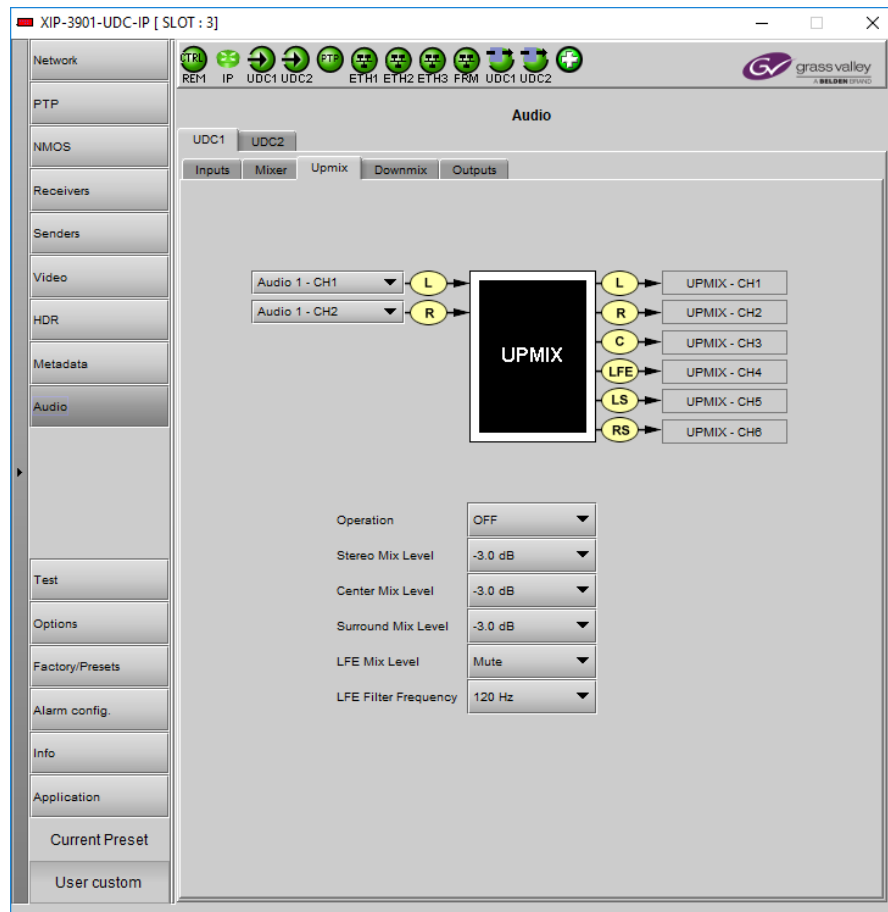 XIP-3901-UDC-IP [ SLOT : 3]
Network
PTP
NMOS
Receivers
Senders
Video
HDR
Metadata
Audio
Test
Options
Factory/Presets
Alarm config.
Info
Application
Current Preset
User custom
CTRL PTP
REM IP UDC1 UDC2 ETH1 ETH2 ETH3 FRM UDC1 UDC2
GV grass valley
A BELDEN BRAND
Audio
UDC1 UDC2
Inputs Mixer Upmix Downmix Outputs
Audio 1 - CH1 L L UPMIX - CH1
Audio 1 - CH2 R R UPMIX - CH2
UPMIX C UPMIX - CH3
LFE UPMIX - CH4
LS UPMIX - CH5
RS UPMIX - CH6
Operation OFF
Stereo Mix Level -3.0 dB
Center Mix Level -3.0 dB
Surround Mix Level -3.0 dB
LFE Mix Level Mute
LFE Filter Frequency 120 Hz